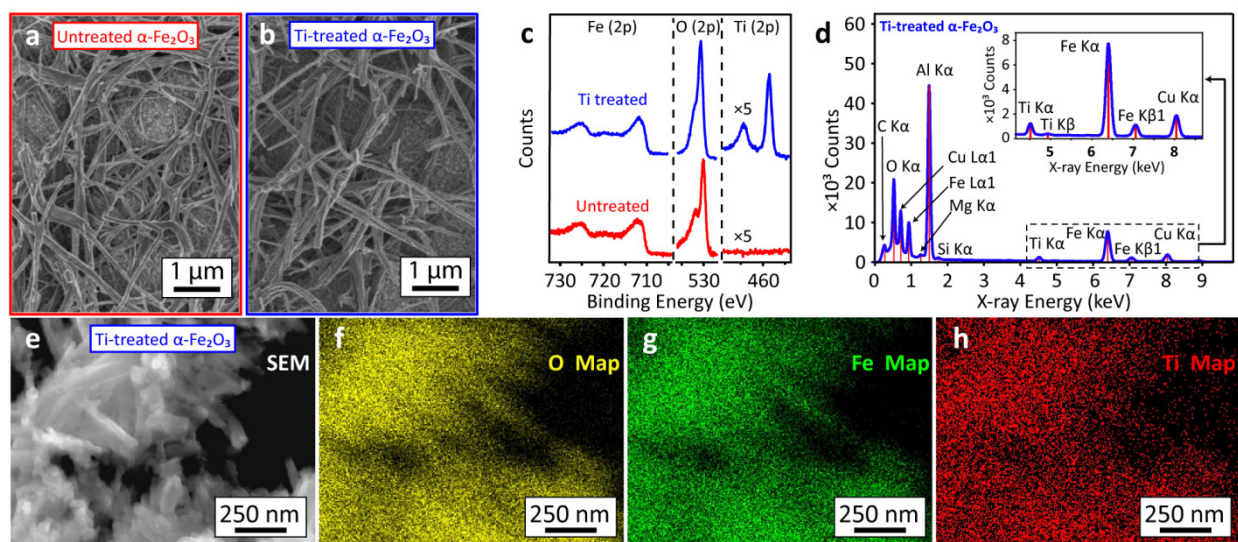 a
Untreated α-Fe₂O₃
1 μm
b
Ti-treated α-Fe₂O₃
1 μm
c
Fe (2p)
O (2p)
Ti (2p)
Ti treated
×5
Untreated
×5
Counts
730
720
710
530
460
Binding Energy (eV)
d
Ti-treated α-Fe₂O₃
60
50
40
30
20
10
0
×10³ Counts
C Kα
O Kα
Al Kα
Cu Lα1
Fe Lα1
Mg Kα
Si Kα
Ti Kα
Fe Kα
Fe Kβ1
Cu Kα
0
1
2
3
4
5
6
7
8
9
X-ray Energy (keV)
8
6
4
2
0
×10³ Counts
Ti Kα
Ti Kβ
Fe Kα
Fe Kβ1
Cu Kα
5
6
7
8
X-ray Energy (keV)
e
Ti-treated α-Fe₂O₃
SEM
250 nm
f
O Map
250 nm
g
Fe Map
250 nm
h
Ti Map
250 nm